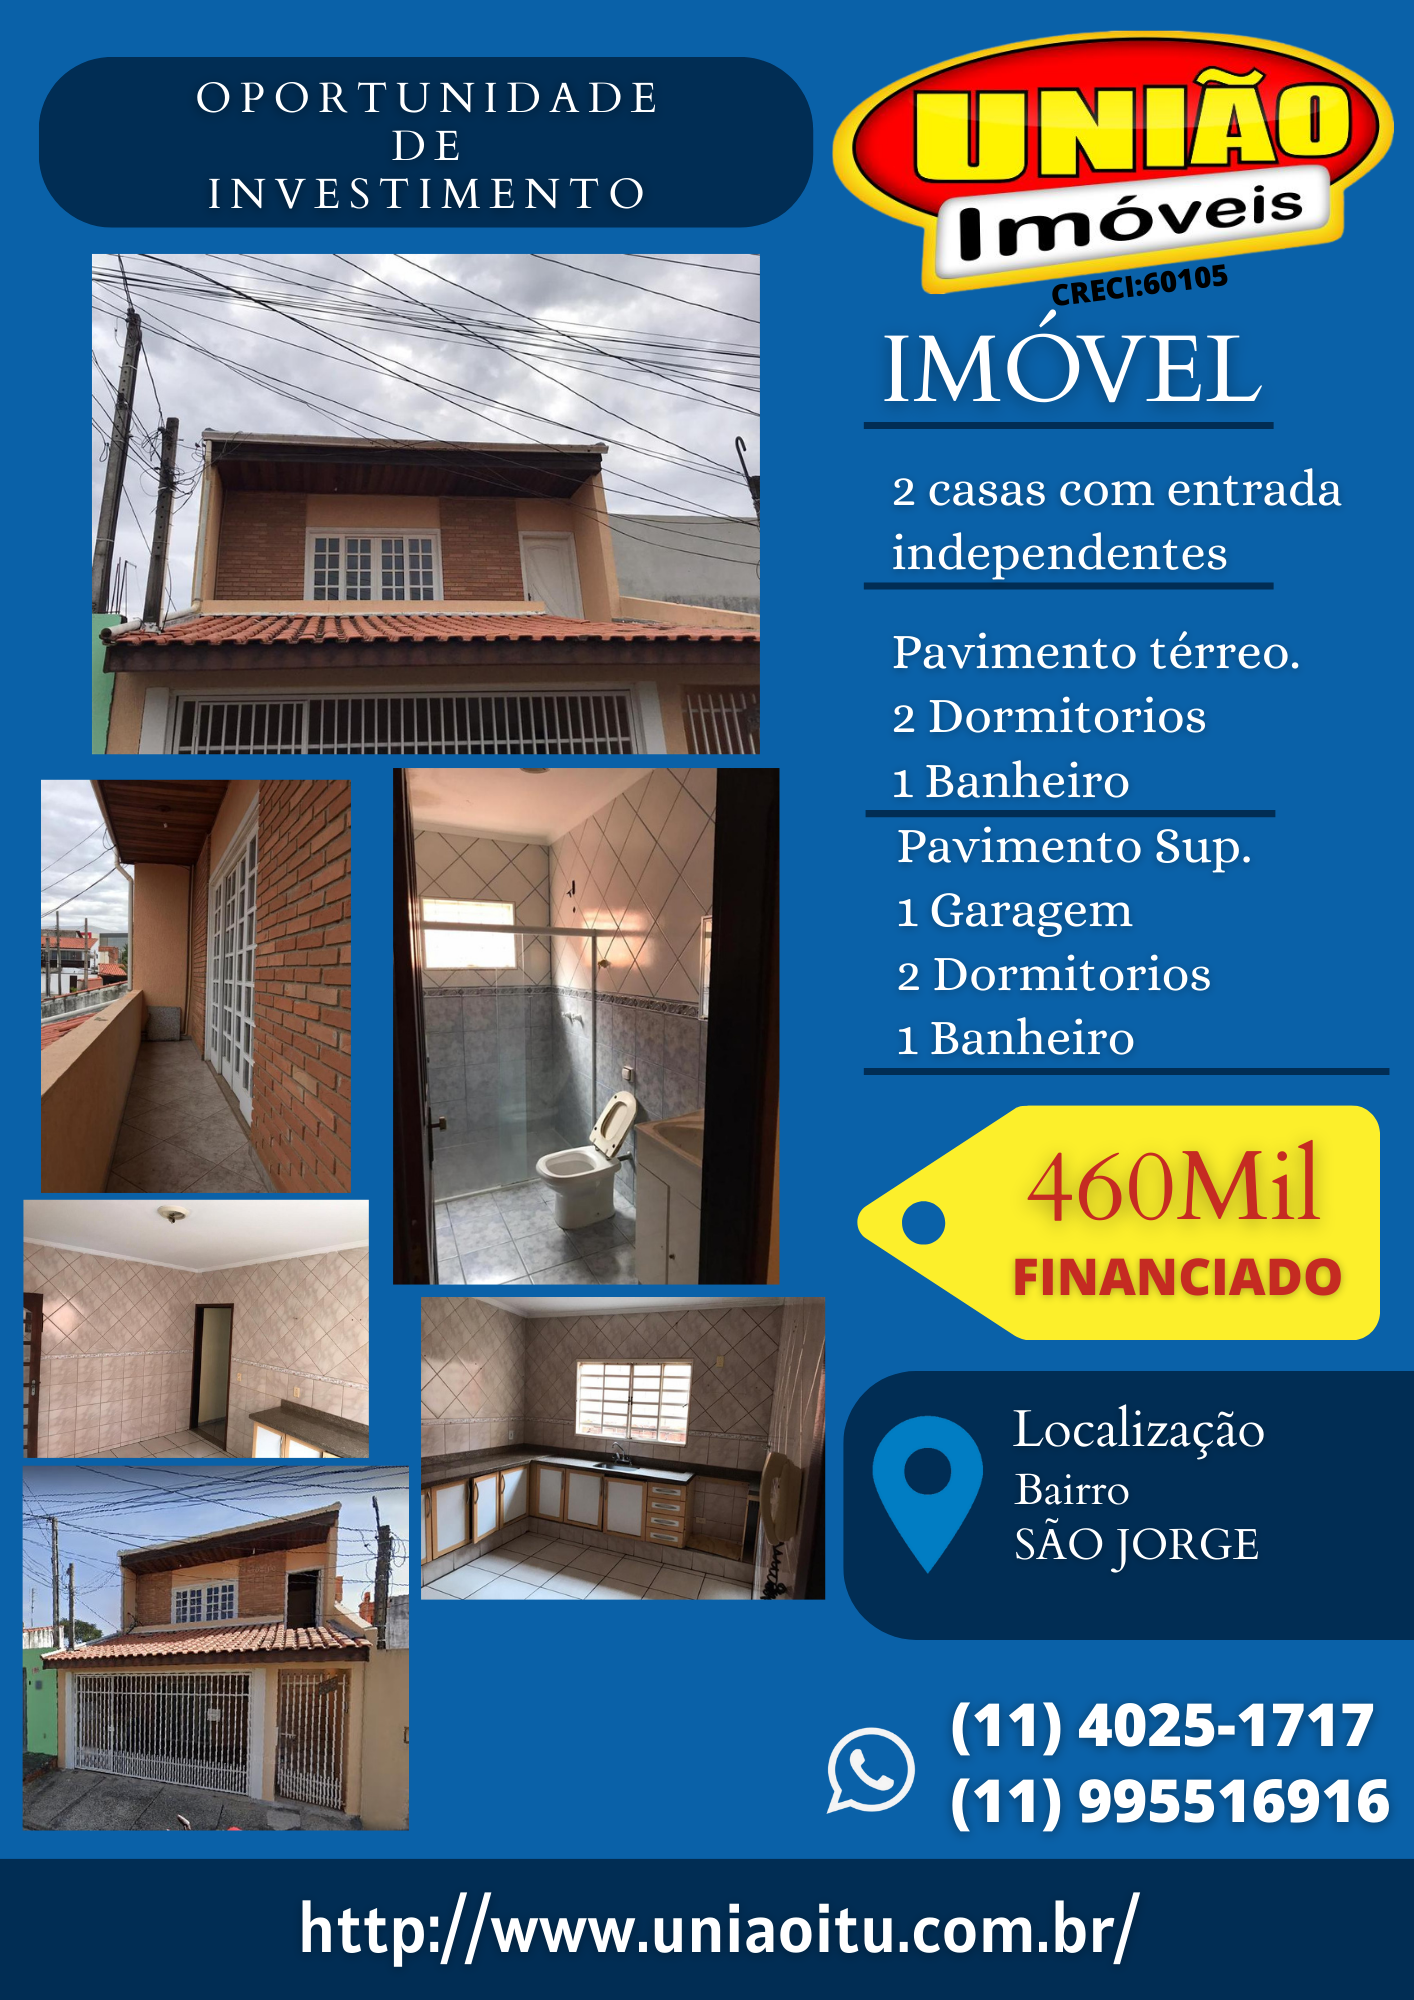 OPORTUNIDADE
DE
INVESTIMENTO
UNIÃO
Imóveis
CRECI:60105
IMÓVEL
2 casas com entrada
independentes
Pavimento térreo.
2 Dormitorios
1 Banheiro
Pavimento Sup.
1 Garagem
2 Dormitorios
1 Banheiro
460Mil
FINANCIADO
Localização
Bairro
SÃO JORGE
(11) 4025-1717
(11) 995516916
http://www.uniaoitu.com.br/